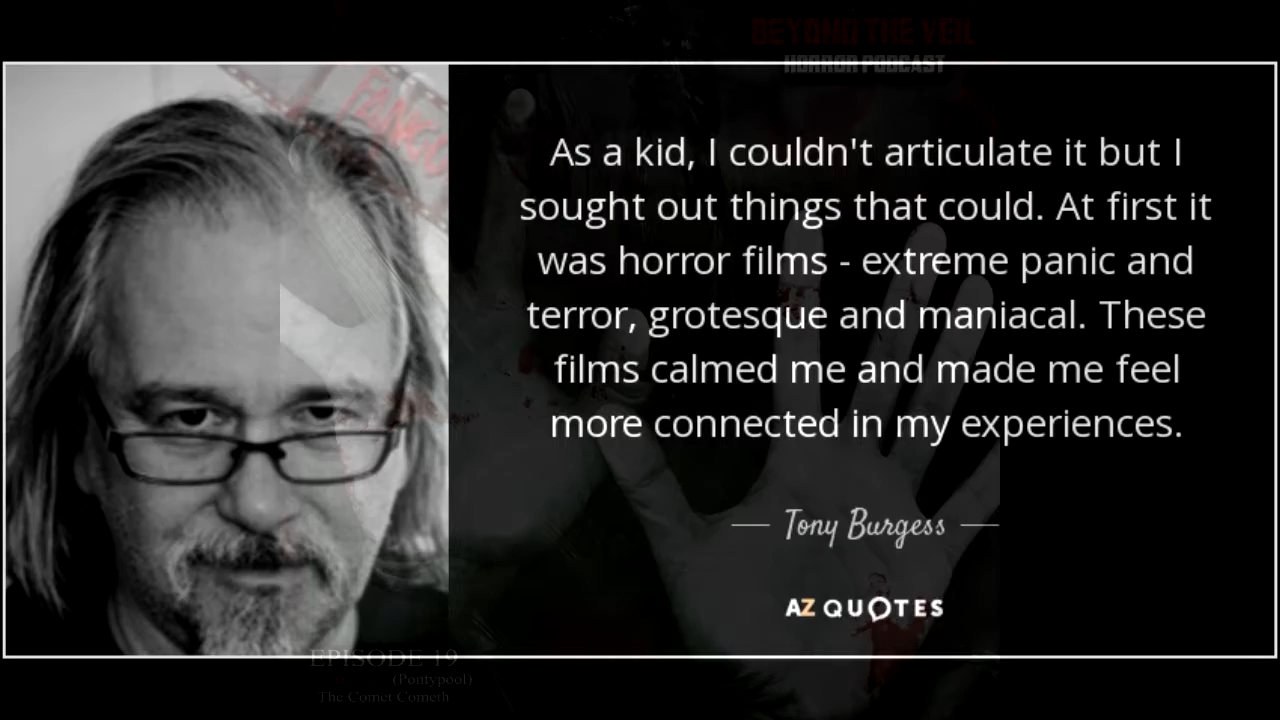 BEYOND THE VEIL
HORROR PODCAST
FANGO
As a kid, I couldn't articulate it but I
sought out things that could. At first it
was horror films - extreme panic and
terror, grotesque and maniacal. These
films calmed me and made me feel
more connected in my experiences.
Tony Burgess
AZ QUOTES
EPISODE 19
(Pontypool)
The Comet Cometh